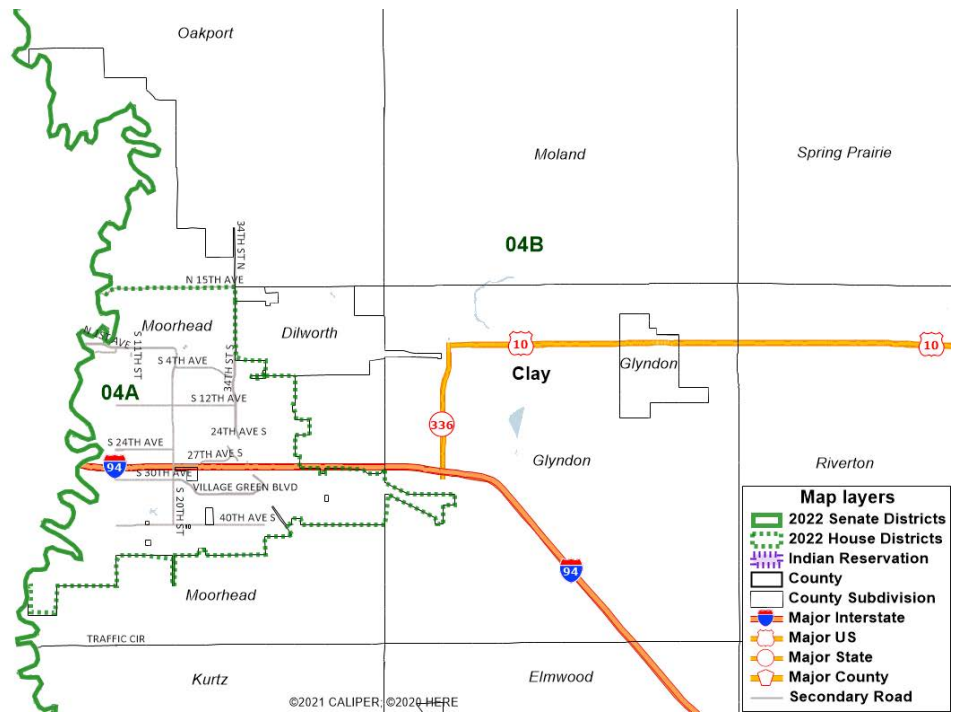 Oakport
Moland
Spring Prairie
34TH ST N
04B
N 15TH AVE
Moorhead
Dilworth
N 1ST AVE
S 11TH ST
S 4TH AVE
34TH ST S
10
10
Glyndon
Clay
04A
S 12TH AVE
336
24TH AVE S
S 24TH AVE
27TH AVE S
Glyndon
Riverton
94
S 30TH AVE
VILLAGE GREEN BLVD
S 20TH ST
40TH AVE S
94
Moorhead
TRAFFIC CIR
Kurtz
Elmwood
©2021 CALIPER; ©2020 HERE
Map layers
2022 Senate Districts
2022 House Districts
Indian Reservation
County
County Subdivision
Major Interstate
Major US
Major State
Major County
Secondary Road